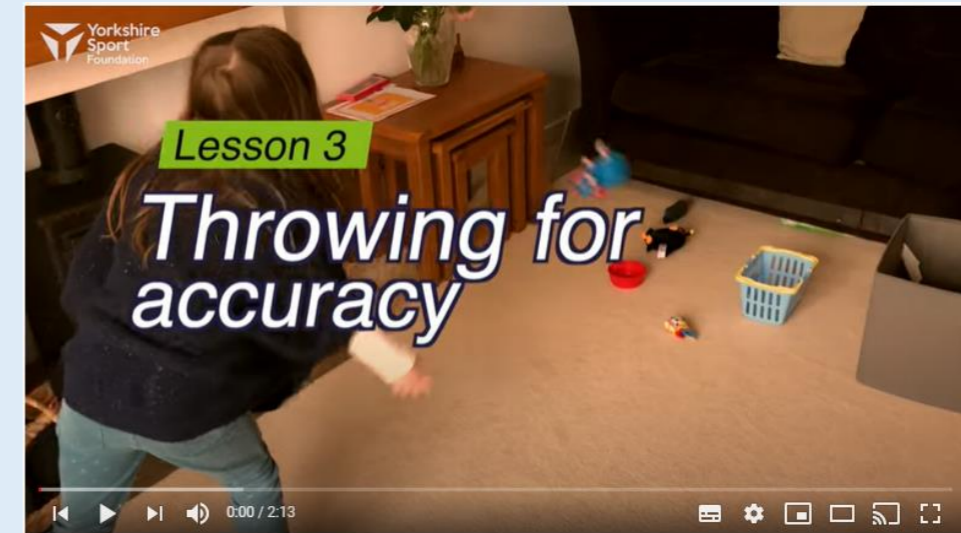 Yorkshire
Sport
Foundation
Lesson 3
Throwing for
accuracy
0:00 / 2:13